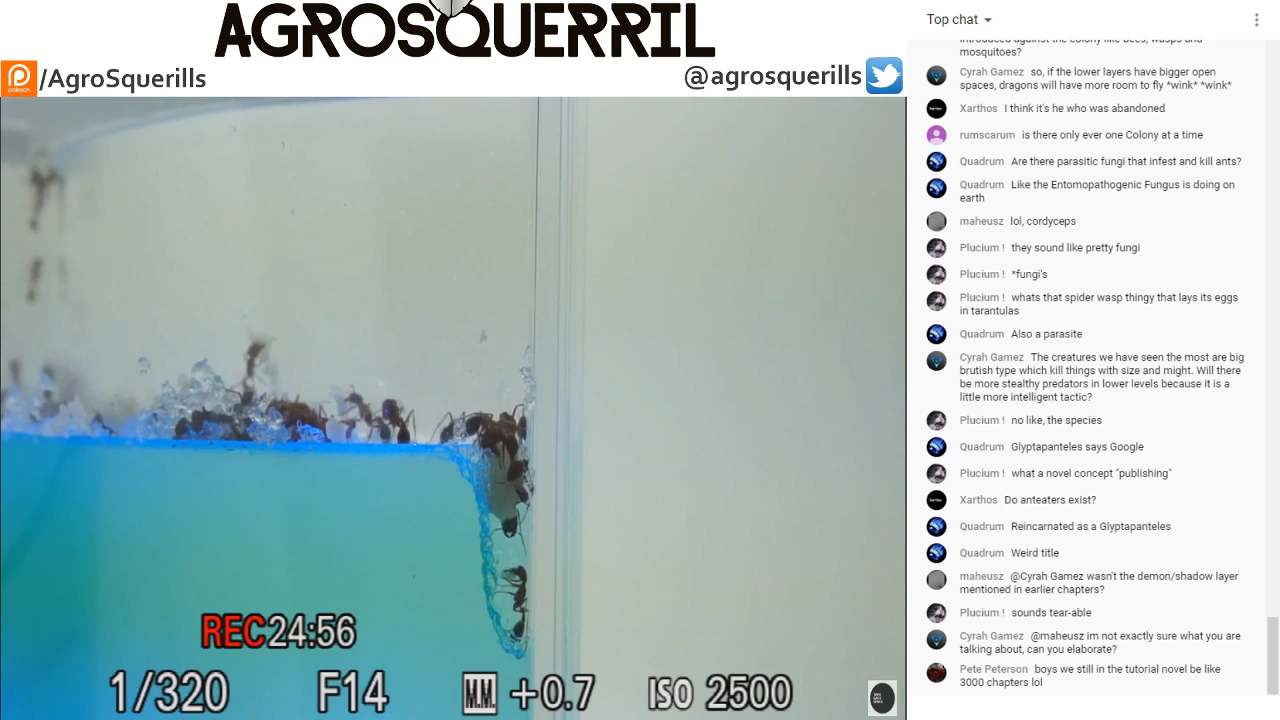 AGROSQUERRIL
/AgroSquerills
@agrosquerills
REC24:56
1/320 F14 M.M. +0.7 ISO 2500
Top chat
introduced against the colony like bees, wasps and
mosquitoes?
Cyrah Gamez so, if the lower layers have bigger open
spaces, dragons will have more room to fly *wink* *wink*
Xarthos I think it's he who was abandoned
rumscarum is there only ever one Colony at a time
Quadrum Are there parasitic fungi that infest and kill ants?
Quadrum Like the Entomopathogenic Fungus is doing on
earth
maheusz lol, cordyceps
Plucium ! they sound like pretty fungi
Plucium ! *fungi's
Plucium ! whats that spider wasp thingy that lays its eggs
in tarantulas
Quadrum Also a parasite
Cyrah Gamez The creatures we have seen the most are big
brutish type which kill things with size and might. Will there
be more stealthy predators in lower levels because it is a
little more intelligent tactic?
Plucium ! no like, the species
Quadrum Glyptapanteles says Google
Plucium ! what a novel concept "publishing"
Xarthos Do anteaters exist?
Quadrum Reincarnated as a Glyptapanteles
Quadrum Weird title
maheusz @Cyrah Gamez wasn't the demon/shadow layer
mentioned in earlier chapters?
Plucium ! sounds tear-able
Cyrah Gamez @maheusz im not exactly sure what you are
talking about, can you elaborate?
Pete Peterson boys we still in the tutorial novel be like
3000 chapters lol